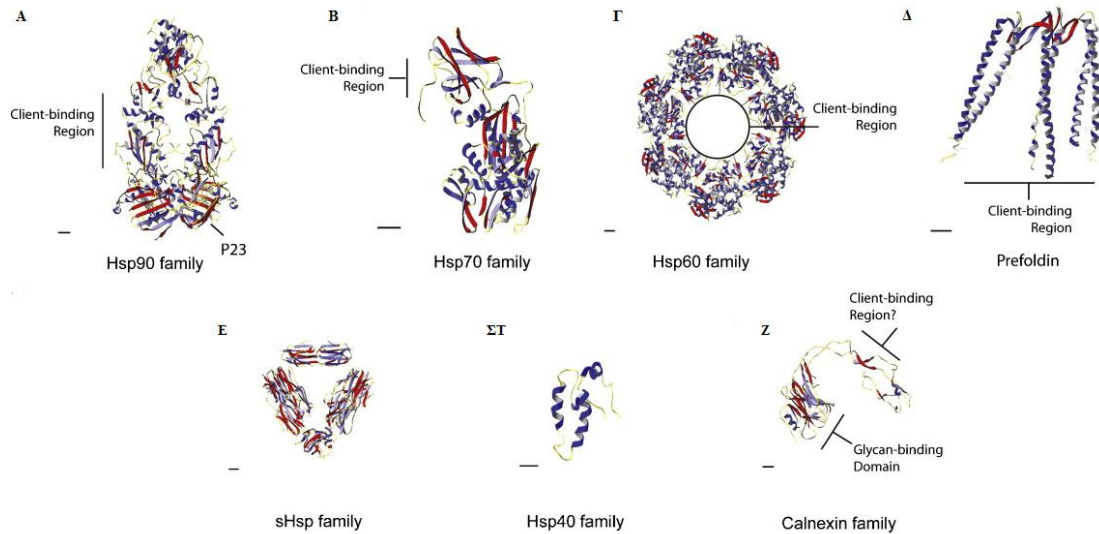 Α
Client-binding
Region
P23
Hsp90 family
Β
Client-binding
Region
Hsp70 family
Γ
Client-binding
Region
Hsp60 family
Δ
Client-binding
Region
Prefoldin
Ε
sHsp family
ΣΤ
Hsp40 family
Ζ
Client-binding
Region?
Glycan-binding
Domain
Calnexin family